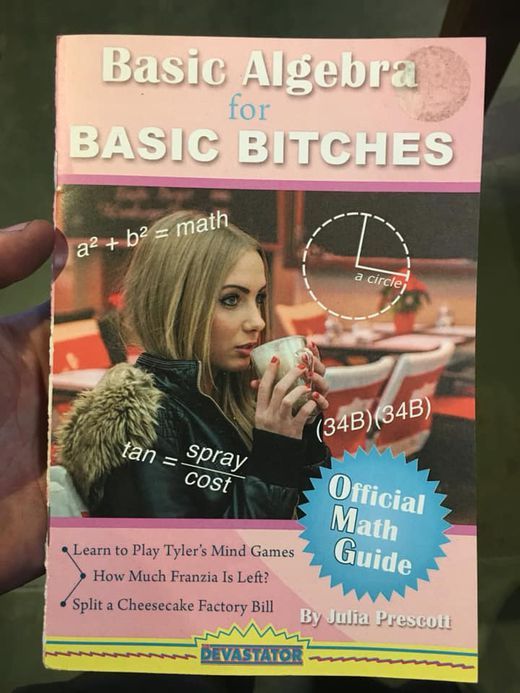 Basic Algebra
for
BASIC BITCHES
a² + b² = math
a circle
(34B)(34B)
tan = spray
cost
Official
Math
Guide
Learn to Play Tyler's Mind Games
How Much Franzia Is Left?
Split a Cheesecake Factory Bill
By Julia Prescott
DEVASTATOR